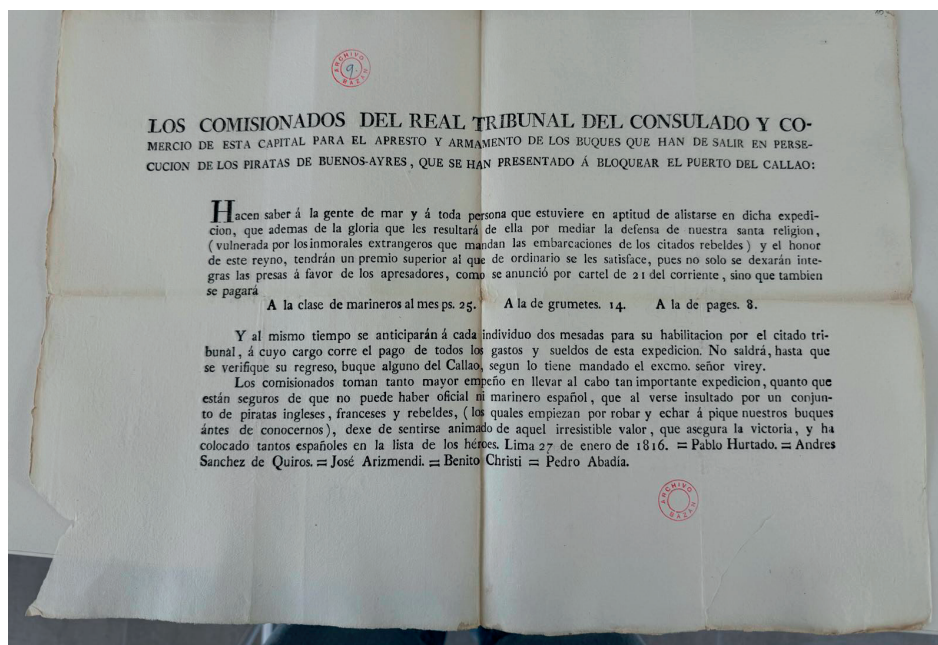 ARCHIVO
9.
BAZAN
LOS COMISIONADOS DEL REAL TRIBUNAL DEL CONSULADO Y CO-
MERCIO DE ESTA CAPITAL PARA EL APRESTO Y ARMAMENTO DE LOS BUQUES QUE HAN DE SALIR EN PERSE-
CUCION DE LOS PIRATAS DE BUENOS-AYRES, QUE SE HAN PRESENTADO Á BLOQUEAR EL PUERTO DEL CALLAO:
Hacen saber á la gente de mar y á toda persona que estuviere en aptitud de alistarse en dicha expedi-
cion, que ademas de la gloria que les resultará de ella por mediar la defensa de nuestra santa religion,
(vulnerada por los inmorales extrangeros que mandan las embarcaciones de los citados rebeldes) y el honor
de este reyno, tendrán un premio superior al que de ordinario se les satisface, pues no solo se dexarán inte-
gras las presas á favor de los apresadores, como se anunció por cartel de 21 del corriente, sino que tambien
se pagará
A la clase de marineros al mes ps. 25. A la de grumetes. 14. A la de pages. 8.
Y al mismo tiempo se anticiparán á cada individuo dos mesadas para su habilitacion por el citado tri-
bunal, á cuyo cargo corre el pago de todos los gastos y sueldos de esta expedicion. No saldrá, hasta que
se verifique su regreso, buque alguno del Callao, segun lo tiene mandado el excmo. señor virey.
Los comisionados toman tanto mayor empeño en llevar al cabo tan importante expedicion, quanto que
están seguros de que no puede haber oficial ni marinero español, que al verse insultado por un conjun-
to de piratas ingleses, franceses y rebeldes, (los quales empiezan por robar y echar á pique nuestros buques
ántes de conocernos), dexe de sentirse animado de aquel irresistible valor, que asegura la victoria, y ha
colocado tantos españoles en la lista de los héroes. Lima 27 de enero de 1816. = Pablo Hurtado. = Andres
Sanchez de Quiros. = José Arizmendi. = Benito Christi = Pedro Abadia.
ARCHIVO
BAZAN